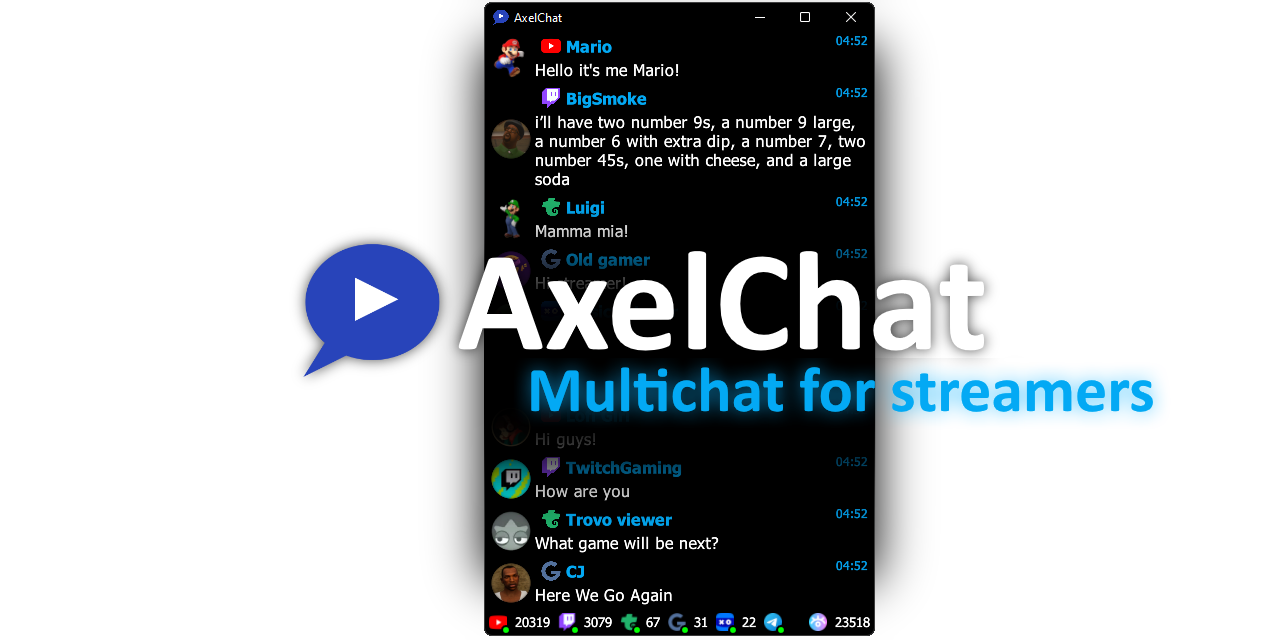 AxelChat
Mario 04:52
Hello it's me Mario!
BigSmoke 04:52
i'll have two number 9s, a number 9 large,
a number 6 with extra dip, a number 7, two
number 45s, one with cheese, and a large
soda
Luigi 04:52
Mamma mia!
Old gamer 04:52
Hi streamer!
AxelChat
Multichat for streamers
Hi guys!
TwitchGaming 04:52
How are you
Trovo viewer 04:52
What game will be next?
CJ 04:52
Here We Go Again
20319 3079 67 31 22 23518